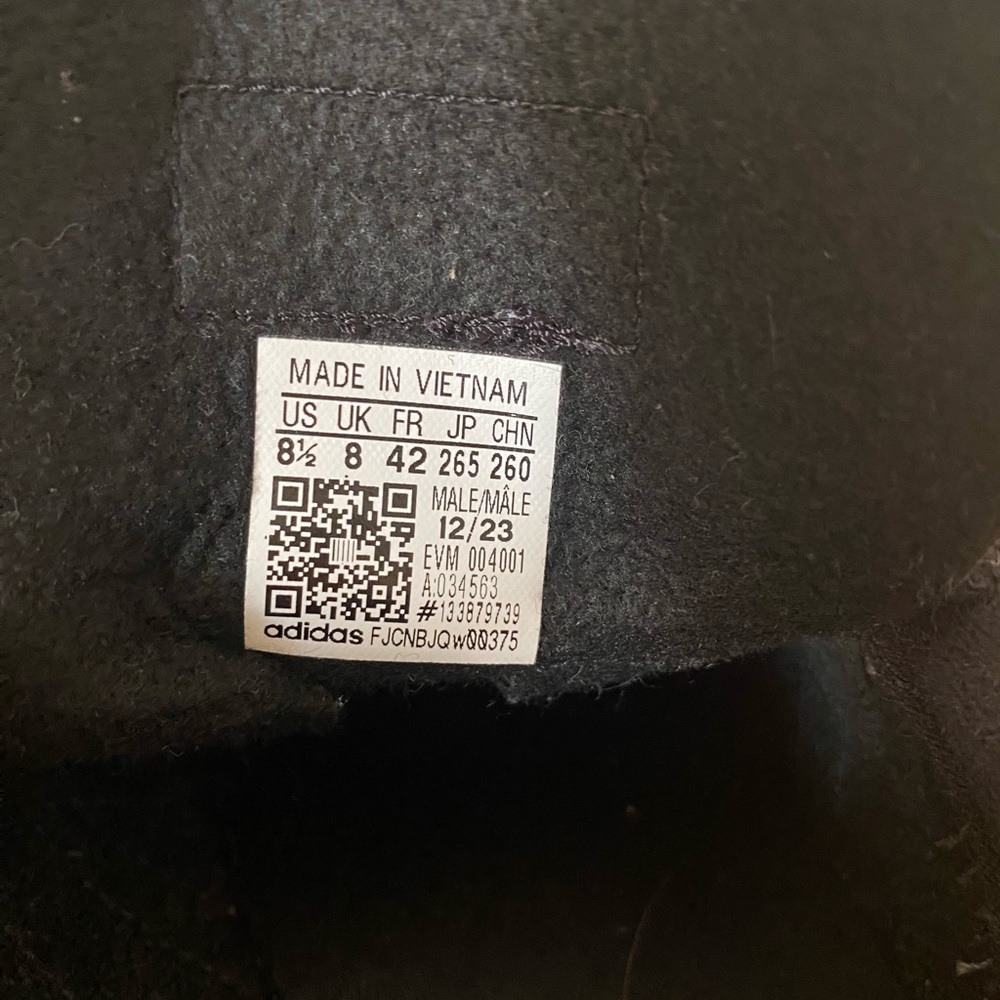 MADE IN VIETNAM
US UK FR JP CHN
8½ 8 42 265 260
MALE/MÂLE
12/23
EVM 004001
A:034563
#133879739
adidas FJCNBJQw00375